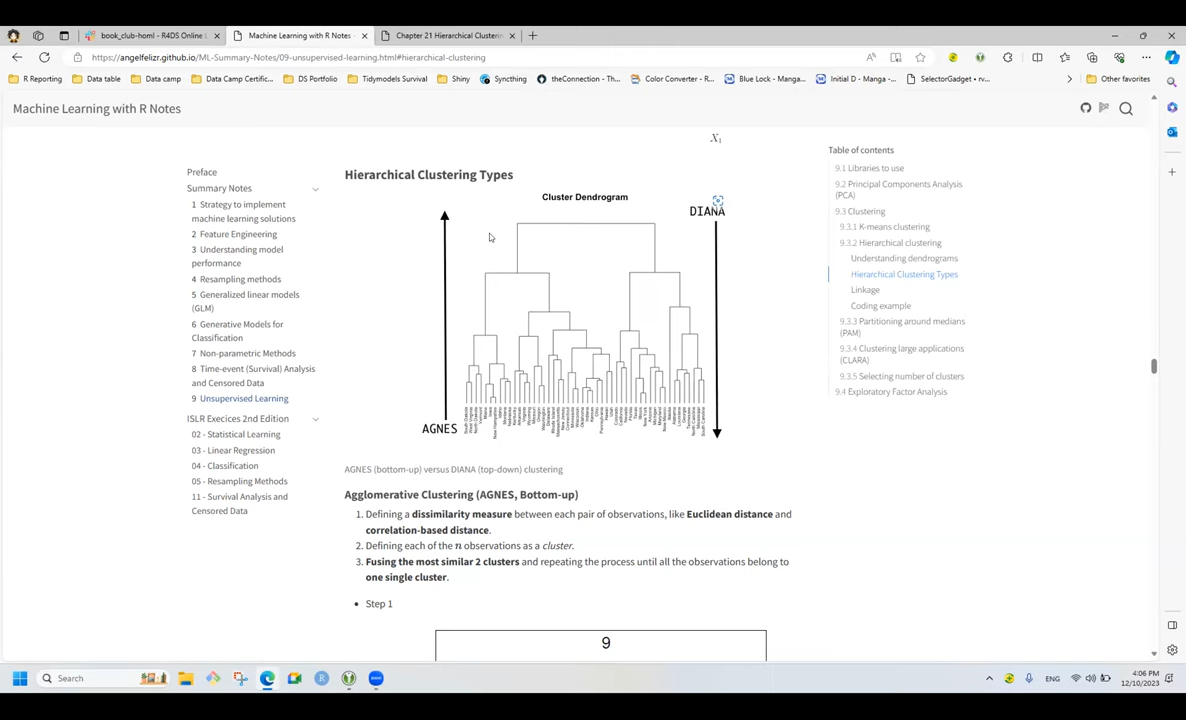 book_club-homl - R4DS Online L
Machine Learning with R Notes -
Chapter 21 Hierarchical Clusterin
https://angelfelizr.github.io/ML-Summary-Notes/09-unsupervised-learning.html#hierarchical-clustering
R Reporting
Data table
Data camp
Data Camp Certific...
DS Portfolio
Tidymodels Survival
Shiny
Syncthing
theConnection - Th...
Color Converter - R...
Blue Lock - Manga...
Initial D - Manga -...
SelectorGadget • rv...
Other favorites
Machine Learning with R Notes
Preface
Summary Notes
1 Strategy to implement
machine learning solutions
2 Feature Engineering
3 Understanding model
performance
4 Resampling methods
5 Generalized linear models
(GLM)
6 Generative Models for
Classification
7 Non-parametric Methods
8 Time-event (Survival) Analysis
and Censored Data
9 Unsupervised Learning
ISLR Execices 2nd Edition
02 - Statistical Learning
03 - Linear Regression
04 - Classification
05 - Resampling Methods
11 - Survival Analysis and
Censored Data
X₁
Hierarchical Clustering Types
Cluster Dendrogram
DIANA
AGNES
AGNES (bottom-up) versus DIANA (top-down) clustering
Agglomerative Clustering (AGNES, Bottom-up)
1. Defining a dissimilarity measure between each pair of observations, like Euclidean distance and
correlation-based distance.
2. Defining each of the n observations as a cluster.
3. Fusing the most similar 2 clusters and repeating the process until all the observations belong to
one single cluster.
• Step 1
9
Table of contents
9.1 Libraries to use
9.2 Principal Components Analysis
(PCA)
9.3 Clustering
9.3.1 K-means clustering
9.3.2 Hierarchical clustering
Understanding dendrograms
Hierarchical Clustering Types
Linkage
Coding example
9.3.3 Partitioning around medians
(PAM)
9.3.4 Clustering large applications
(CLARA)
9.3.5 Selecting number of clusters
9.4 Exploratory Factor Analysis
Search
ENG
4:06 PM
12/10/2023